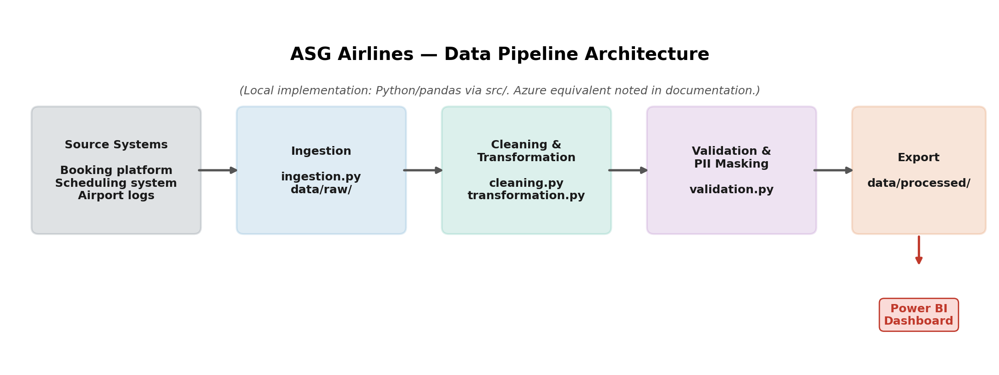 ASG Airlines — Data Pipeline Architecture
(Local implementation: Python/pandas via src/. Azure equivalent noted in documentation.)
Source Systems
Booking platform
Scheduling system
Airport logs
Ingestion
ingestion.py
data/raw/
Cleaning &
Transformation
cleaning.py
transformation.py
Validation &
PII Masking
validation.py
Export
data/processed/
Power BI
Dashboard